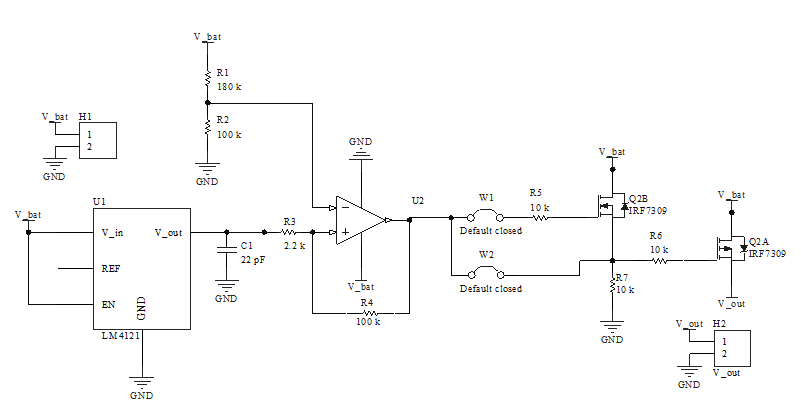 V_bat
R1
180 k
R2
100 k
GND
V_bat
H1
1
2
GND
U1
V_bat
V_in
V_out
REF
EN
GND
LM4121
GND
C1
22 pF
GND
R3
2.2 k
GND
U2
V_bat
R4
100 k
W1
Default closed
W2
Default closed
R5
10 k
V_bat
Q2B
IRF7309
R6
10 k
R7
10 k
GND
V_bat
Q2A
IRF7309
V_out
V_out
H2
1
2
GND
V_out